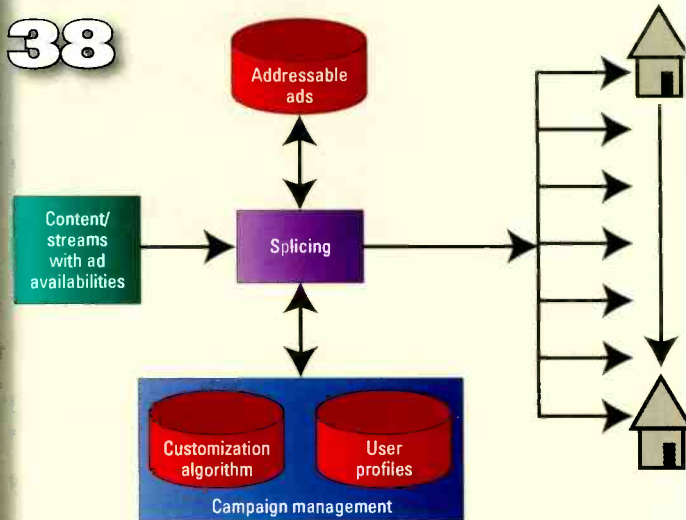 38
Addressable
ads
Content/
streams
with ad
availabilities
Splicing
Customization
algorithm
User
profiles
Campaign management